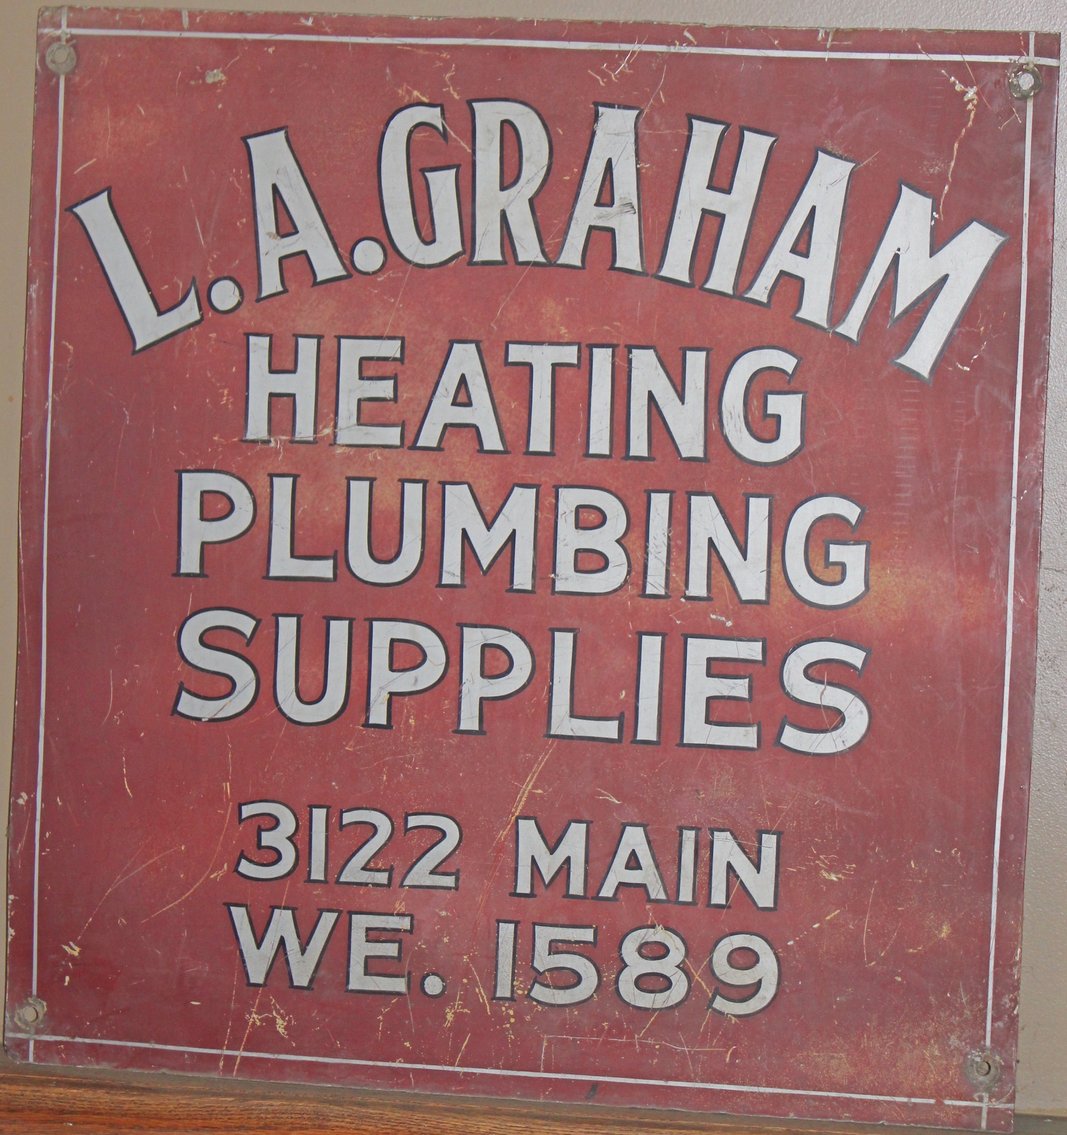 L.A.GRAHAM
HEATING
PLUMBING
SUPPLIES
3122 MAIN
WE. 1589